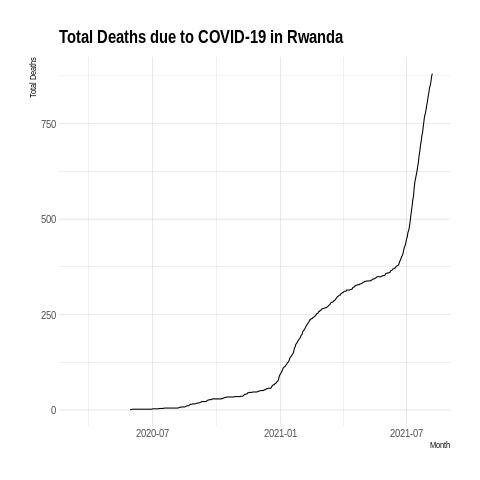 Total Deaths due to COVID-19 in Rwanda
Total Deaths
750
500
250
0
2020-07
2021-01
2021-07
Month